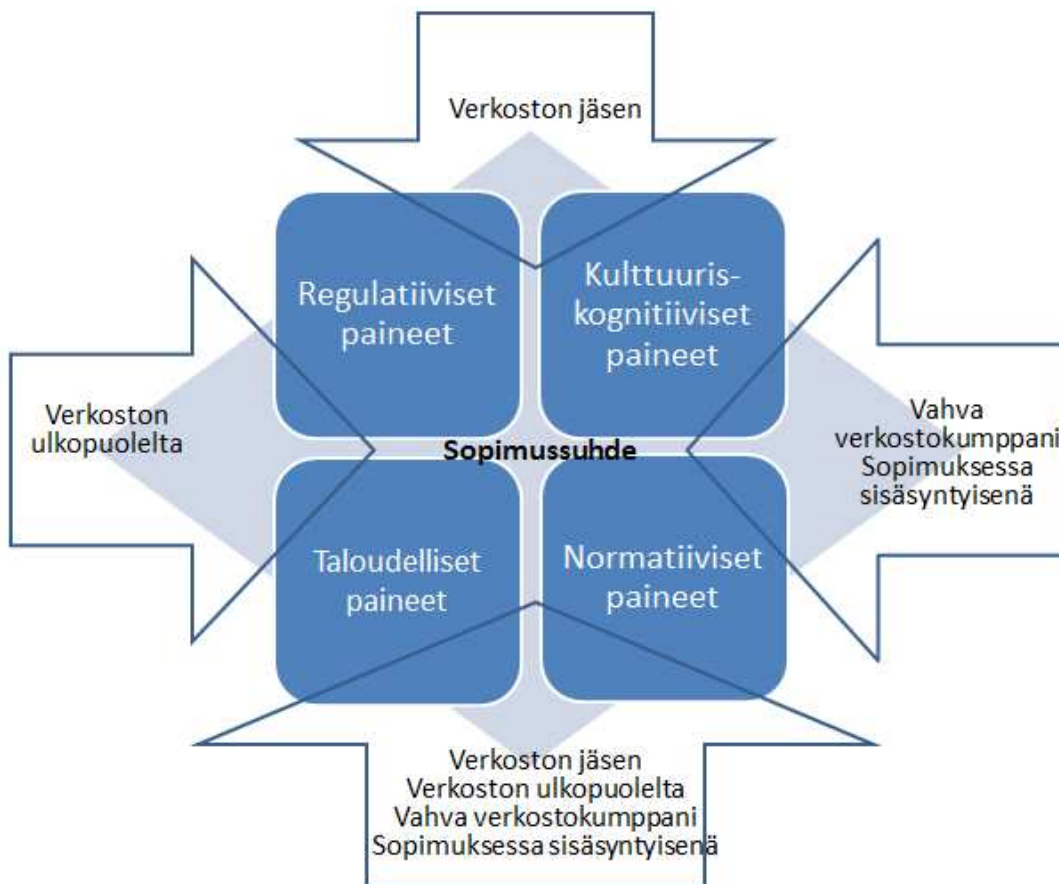 Verkoston jäsen
Regulatiiviset
paineet
Kulttuuris-
kognitiiviset
paineet
Verkoston
ulkopuolelta
Sopimussuhde
Vahva
verkostokumppani
Sopimuksessa
sisäsyntyisenä
Taloudelliset
paineet
Normatiiviset
paineet
Verkoston jäsen
Verkoston ulkopuolelta
Vahva verkostokumppani
Sopimuksessa sisäsyntyisenä